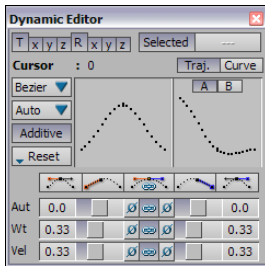 Dynamic Editor
T x y z R x y z Selected ---
Cursor : 0 Traj. Curve
Bezier A B
Auto
Additive
Reset
Aut 0.0 Ø Ø 0.0
Wt 0.33 Ø Ø 0.33
Vel 0.33 Ø Ø 0.33